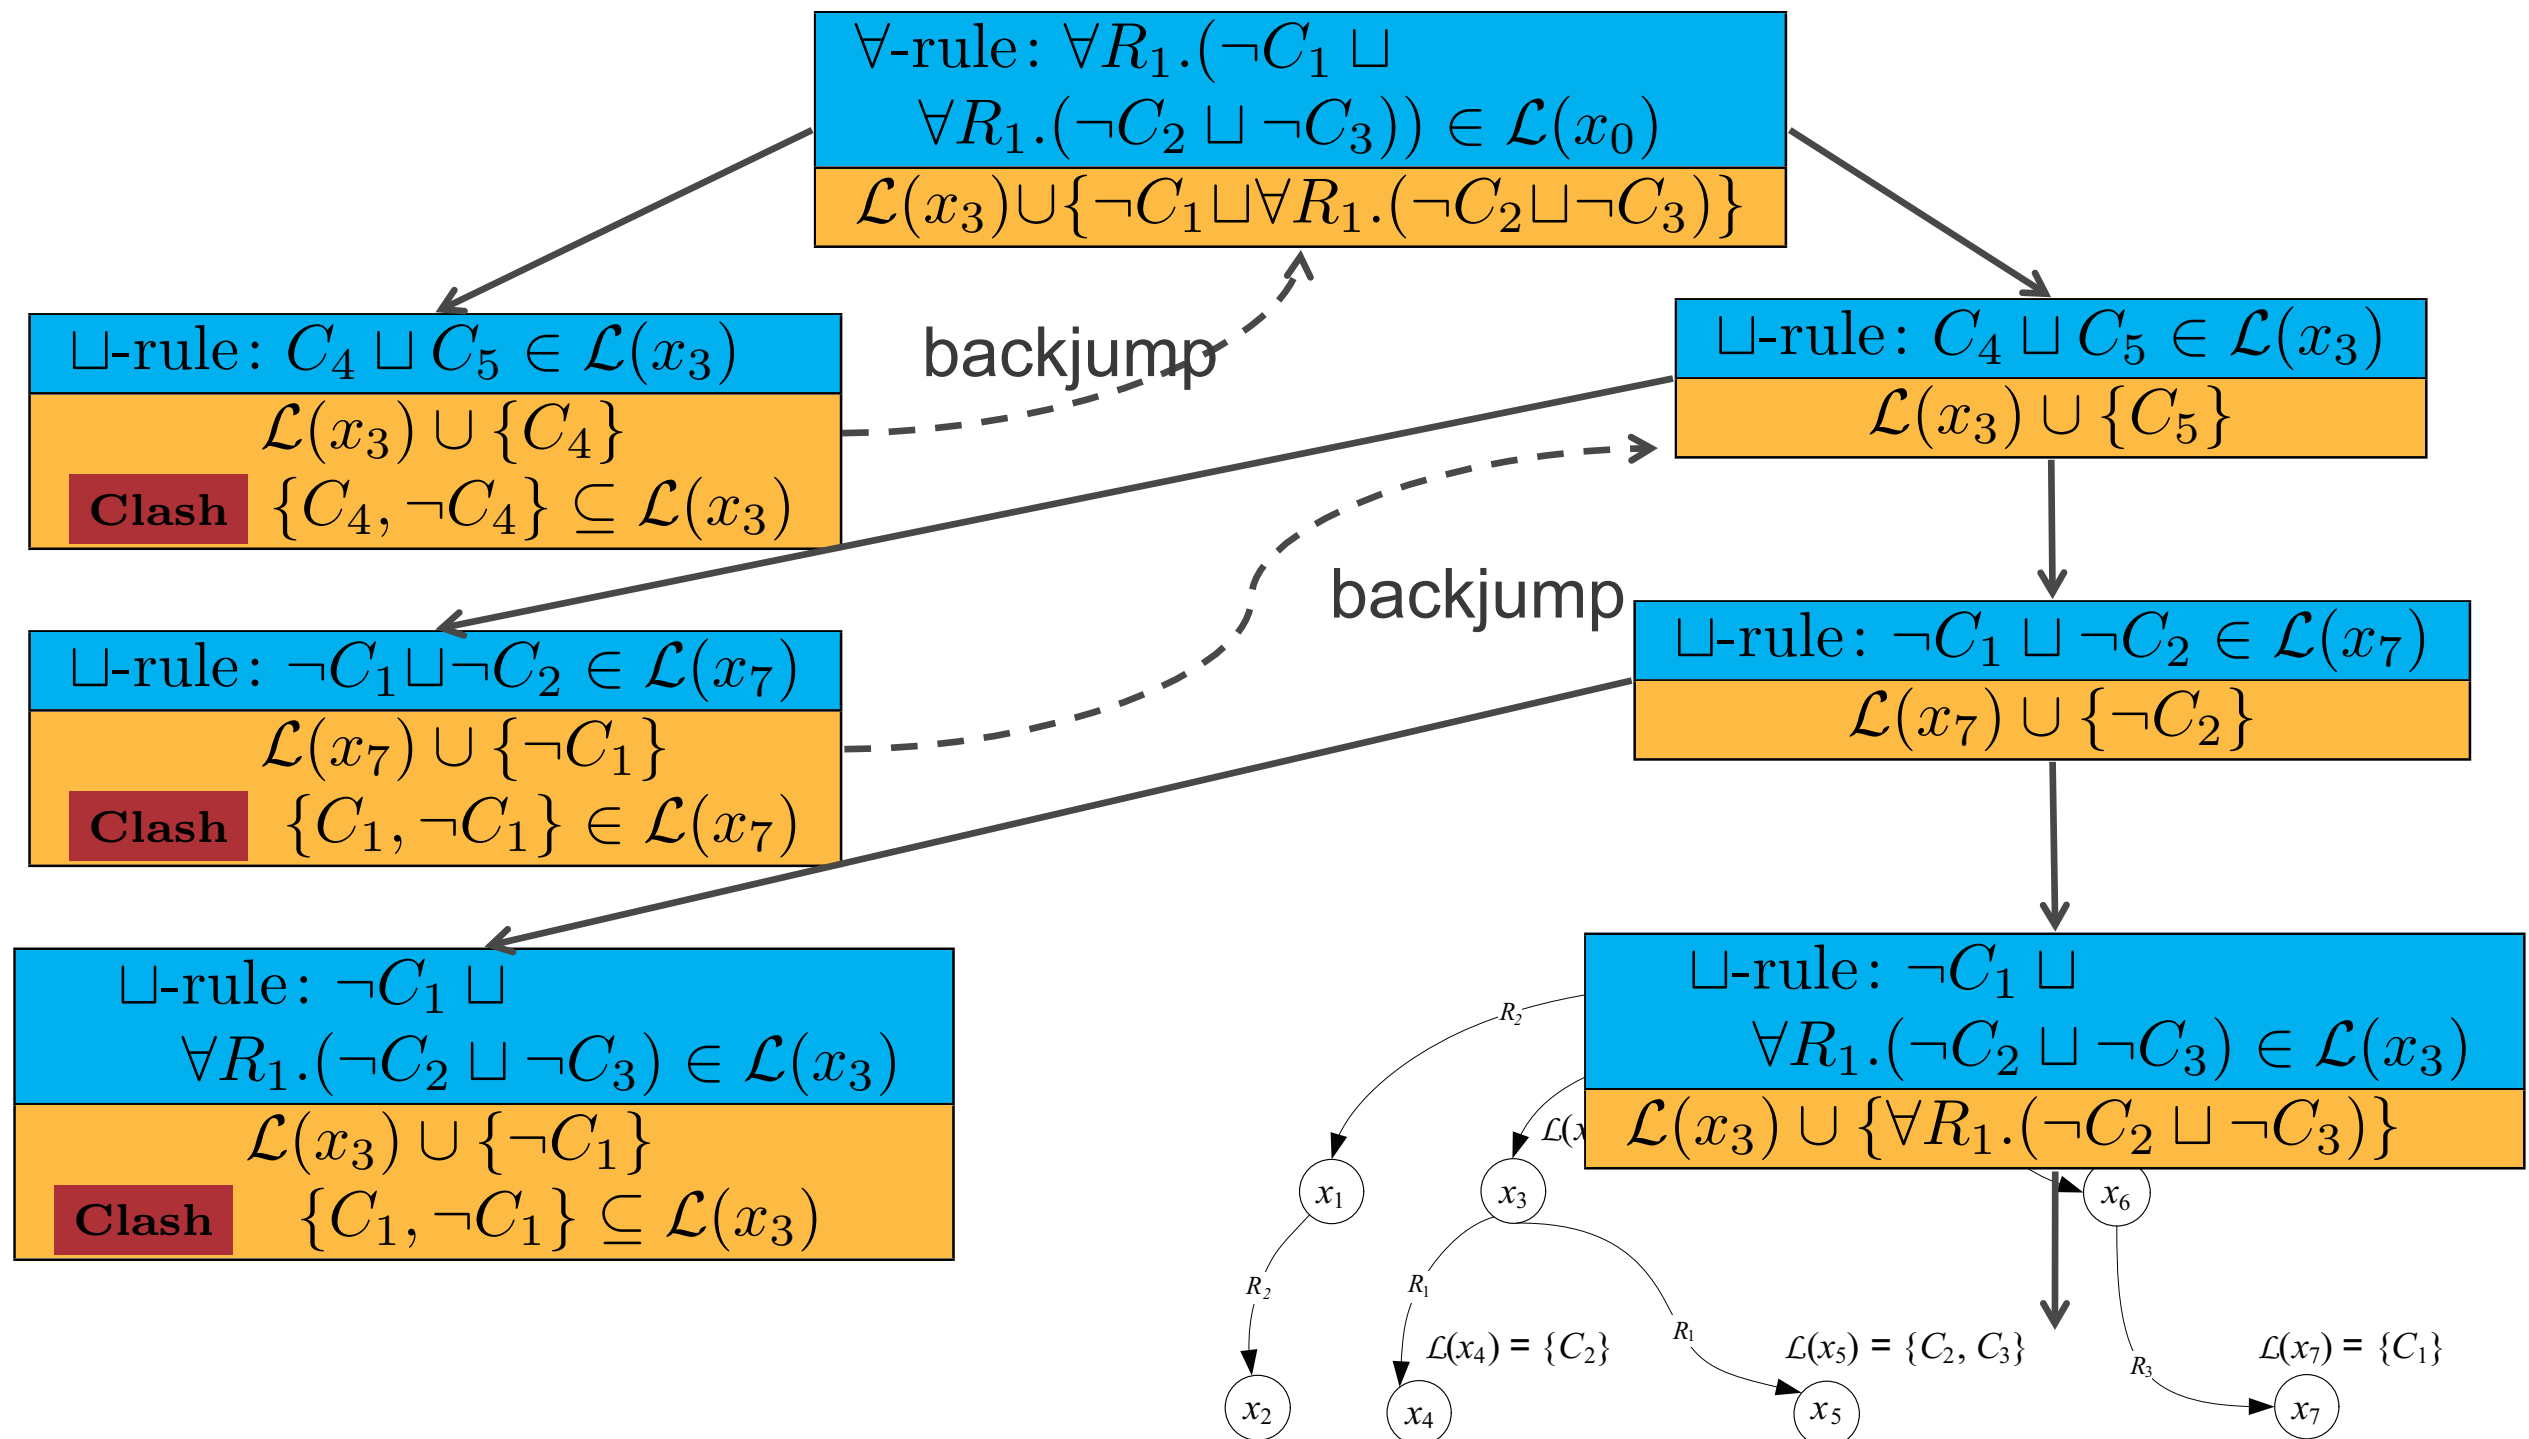 ∀-rule: ∀R₁.(¬C₁ ⊔
∀R₁.(¬C₂ ⊔ ¬C₃)) ∈ ℒ(x₀)
ℒ(x₃)∪{¬C₁⊔∀R₁.(¬C₂⊔¬C₃)}
backjump
⊔-rule: C₄ ⊔ C₅ ∈ ℒ(x₃)
ℒ(x₃) ∪ {C₄}
Clash {C₄, ¬C₄} ⊆ ℒ(x₃)
⊔-rule: C₄ ⊔ C₅ ∈ ℒ(x₃)
ℒ(x₃) ∪ {C₅}
backjump
⊔-rule: ¬C₁⊔¬C₂ ∈ ℒ(x₇)
ℒ(x₇) ∪ {¬C₁}
Clash {C₁, ¬C₁} ∈ ℒ(x₇)
⊔-rule: ¬C₁ ⊔ ¬C₂ ∈ ℒ(x₇)
ℒ(x₇) ∪ {¬C₂}
⊔-rule: ¬C₁ ⊔
∀R₁.(¬C₂ ⊔ ¬C₃) ∈ ℒ(x₃)
ℒ(x₃) ∪ {¬C₁}
Clash {C₁, ¬C₁} ⊆ ℒ(x₃)
⊔-rule: ¬C₁ ⊔
∀R₁.(¬C₂ ⊔ ¬C₃) ∈ ℒ(x₃)
ℒ(x₃) ∪ {∀R₁.(¬C₂ ⊔ ¬C₃)}
R₂
ℒ(x
x₁
x₃
x₆
R₂
R₁
R₁
R₃
ℒ(x₄) = {C₂}
ℒ(x₅) = {C₂, C₃}
ℒ(x₇) = {C₁}
x₂
x₄
x₅
x₇